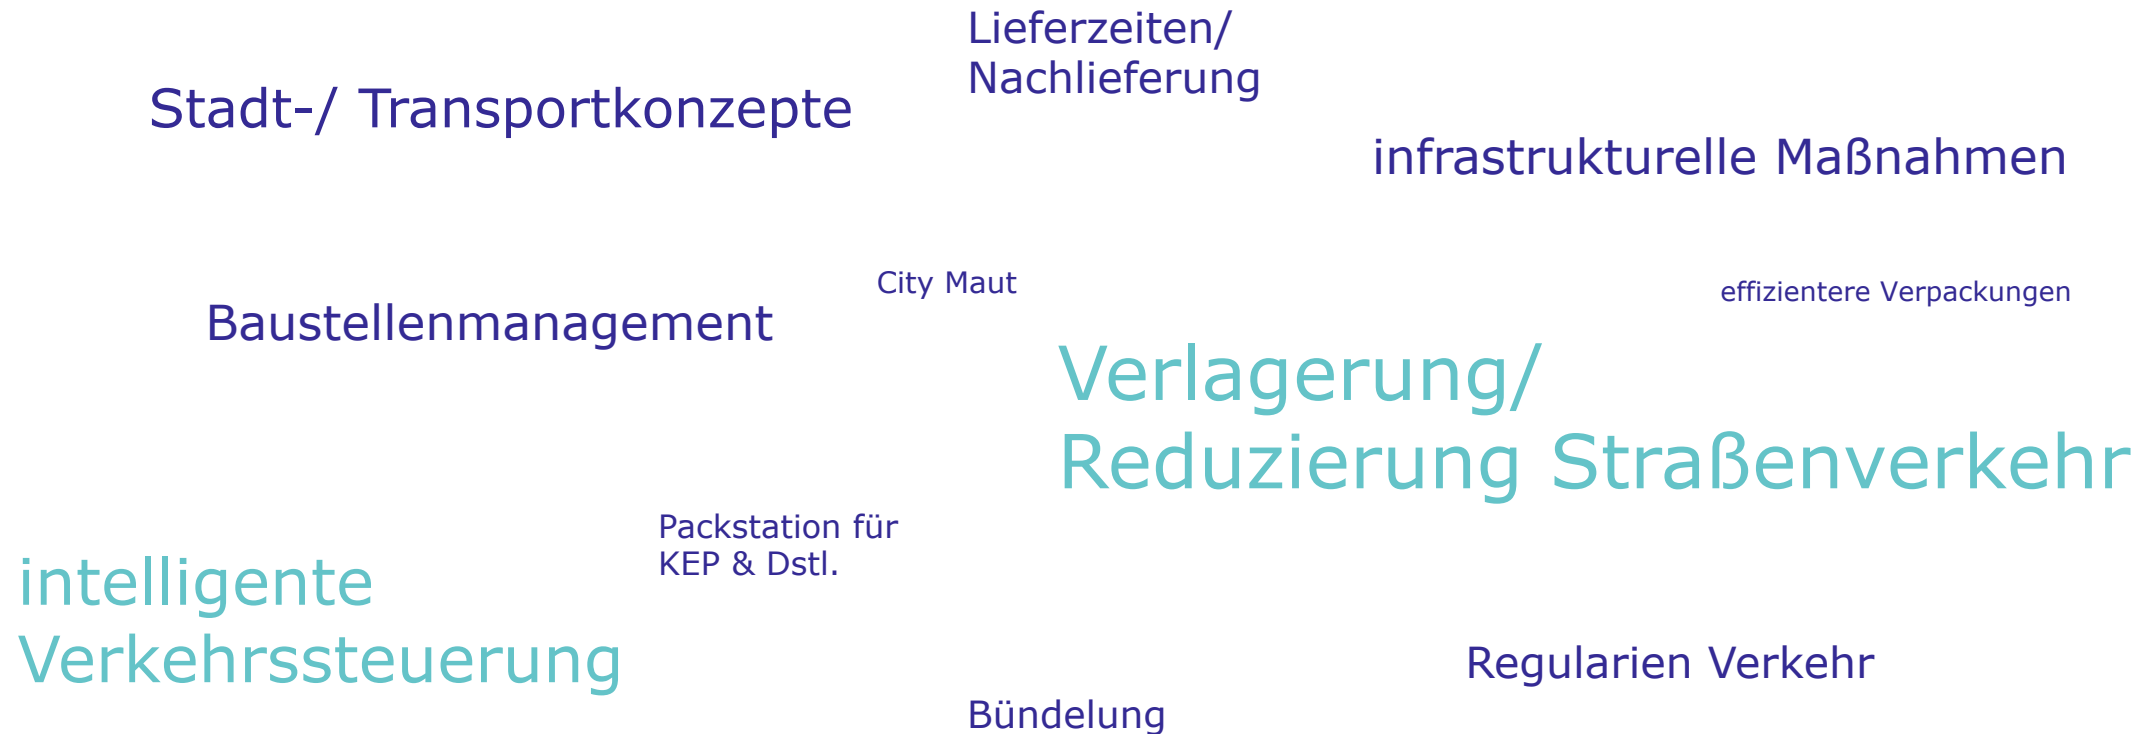 Lieferzeiten/
Nachlieferung
Stadt-/ Transportkonzepte
infrastrukturelle Maßnahmen
City Maut
effizientere Verpackungen
Baustellenmanagement
Verlagerung/
Reduzierung Straßenverkehr
Packstation für
KEP & Dstl.
intelligente
Verkehrssteuerung
Regularien Verkehr
Bündelung